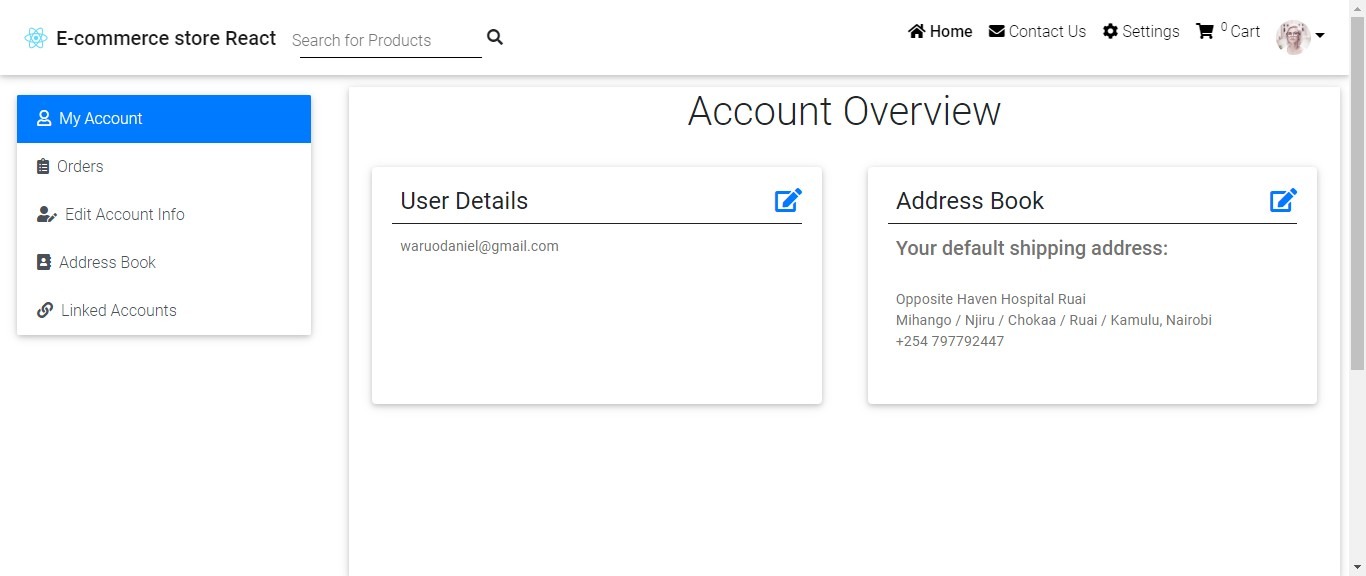 E-commerce store React
Search for Products
Home
Contact Us
Settings
0 Cart
My Account
Orders
Edit Account Info
Address Book
Linked Accounts
Account Overview
User Details
waruodaniel@gmail.com
Address Book
Your default shipping address:
Opposite Haven Hospital Ruai
Mihango / Njiru / Chokaa / Ruai / Kamulu, Nairobi
+254 797792447